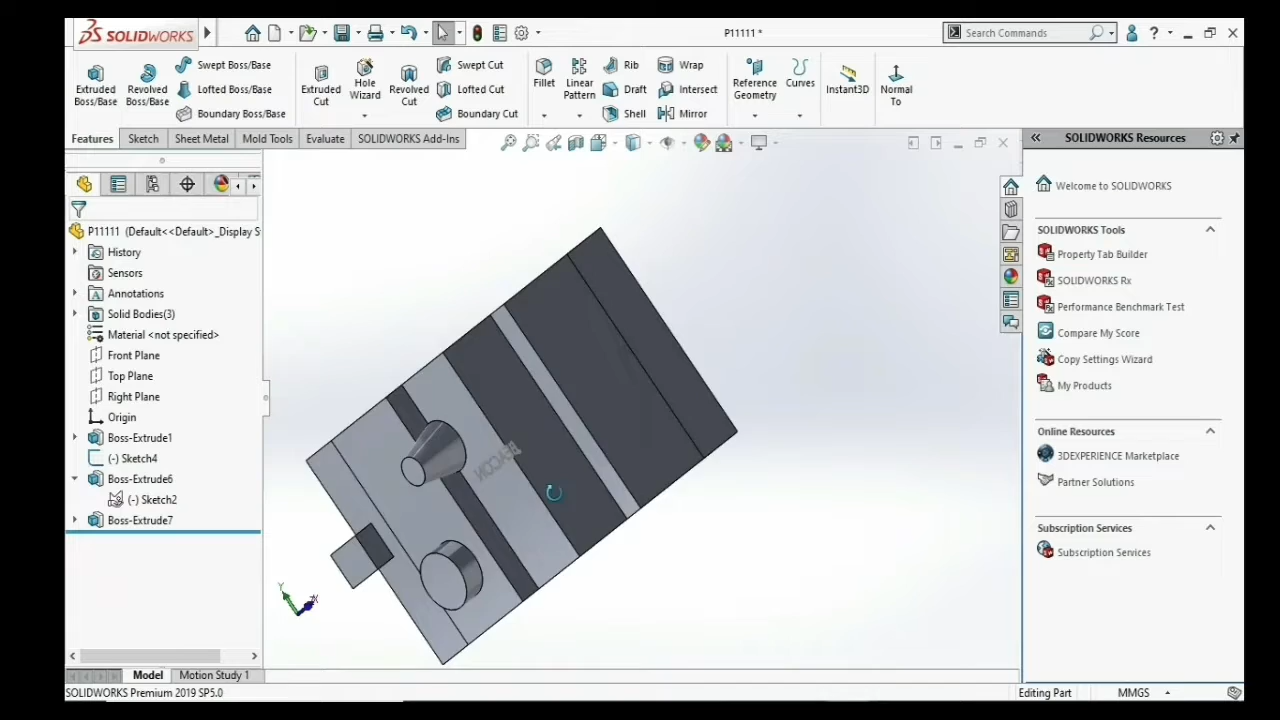 SOLIDWORKS
P11111 *
Search Commands
?
Extruded Boss/Base
Revolved Boss/Base
Swept Boss/Base
Lofted Boss/Base
Boundary Boss/Base
Extruded Cut
Hole Wizard
Revolved Cut
Swept Cut
Lofted Cut
Boundary Cut
Fillet
Linear Pattern
Rib
Draft
Shell
Wrap
Intersect
Mirror
Reference Geometry
Curves
Instant3D
Normal To
Features
Sketch
Sheet Metal
Mold Tools
Evaluate
SOLIDWORKS Add-Ins
P11111 (Default<<Default>_Display S
History
Sensors
Annotations
Solid Bodies(3)
Material <not specified>
Front Plane
Top Plane
Right Plane
Origin
Boss-Extrude1
(-) Sketch4
Boss-Extrude6
(-) Sketch2
Boss-Extrude7
Y
X
SOLIDWORKS Resources
Welcome to SOLIDWORKS
SOLIDWORKS Tools
Property Tab Builder
SOLIDWORKS Rx
Performance Benchmark Test
Compare My Score
Copy Settings Wizard
My Products
Online Resources
3DEXPERIENCE Marketplace
Partner Solutions
Subscription Services
Subscription Services
Model
Motion Study 1
SOLIDWORKS Premium 2019 SP5.0
Editing Part
MMGS